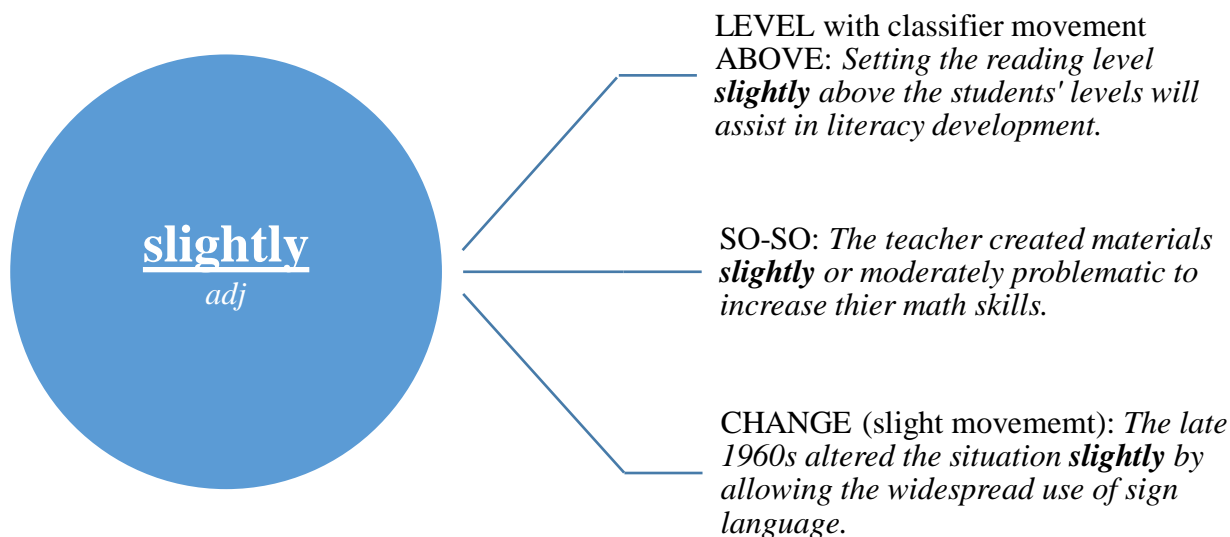 slightly
adj
LEVEL with classifier movement
ABOVE: Setting the reading level
slightly above the students' levels will
assist in literacy development.
SO-SO: The teacher created materials
slightly or moderately problematic to
increase thier math skills.
CHANGE (slight movememt): The late
1960s altered the situation slightly by
allowing the widespread use of sign
language.